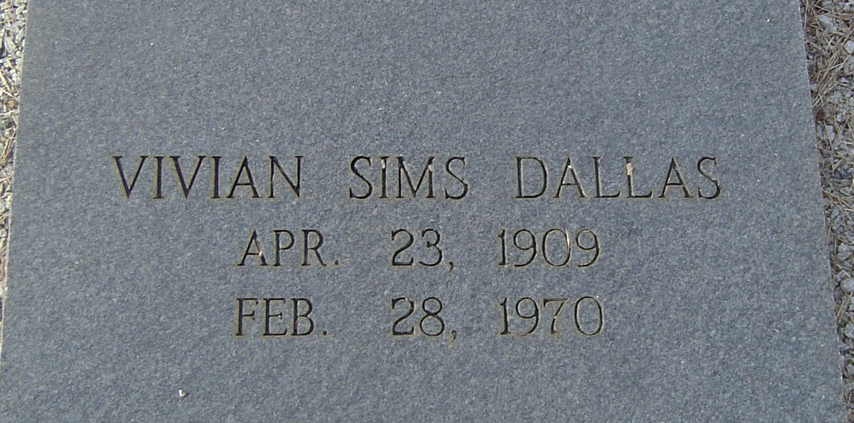 VIVIAN SIMS DALLAS
APR. 23, 1909
FEB. 28, 1970